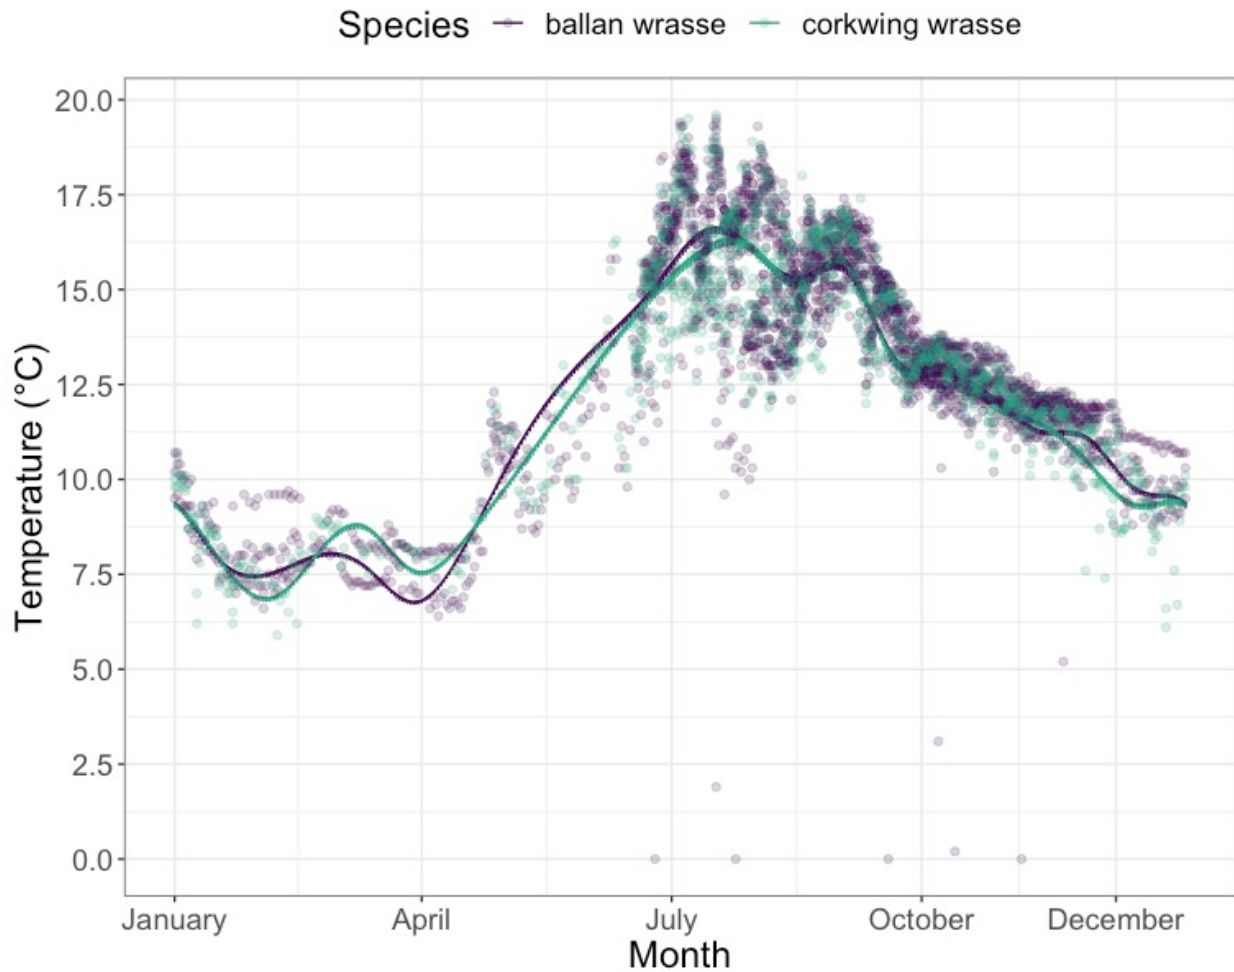 Species ballan wrasse corkwing wrasse
20.0
17.5
15.0
12.5
10.0
7.5
5.0
2.5
0.0
Temperature (°C)
January April July October December
Month